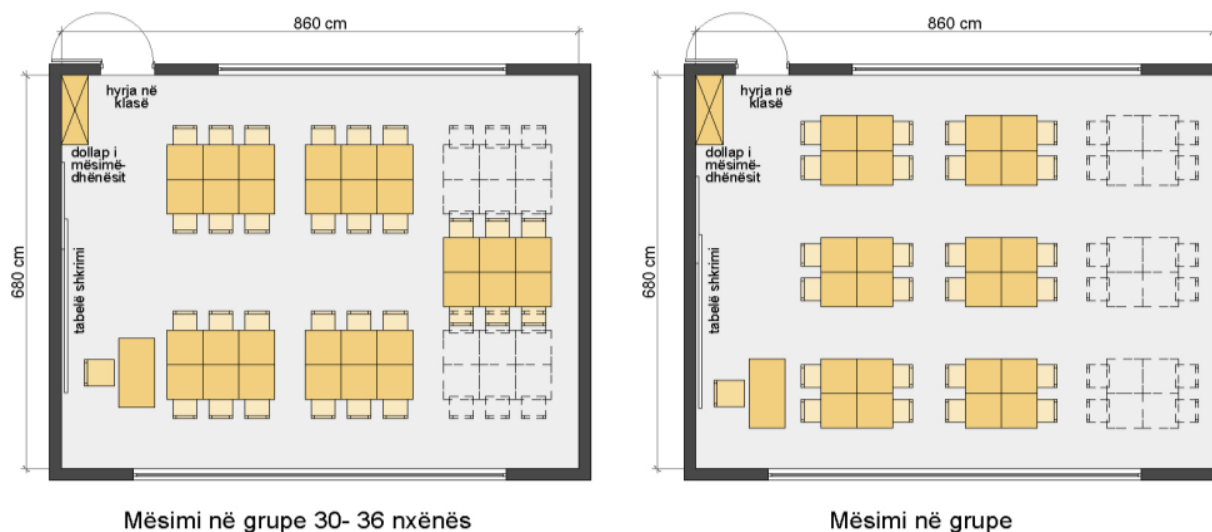 860 cm
hyrja në
klasë
dollap i
mësimë-
dhënësit
680 cm
tabelë shkrimi
Mësimi në grupe 30- 36 nxënës
860 cm
hyrja në
klasë
dollap i
mësimë-
dhënësit
680 cm
tabelë shkrimi
Mësimi në grupe